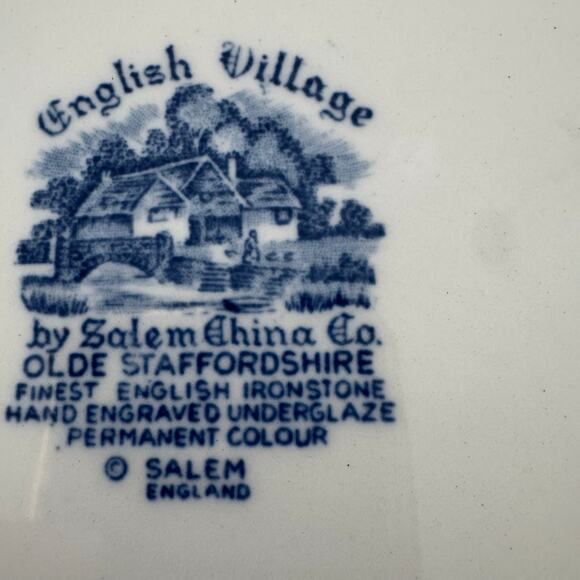 English Village
by Salem China Co.
OLDE STAFFORDSHIRE
FINEST ENGLISH IRONSTONE
HAND ENGRAVED UNDERGLAZE
PERMANENT COLOUR
© SALEM
ENGLAND